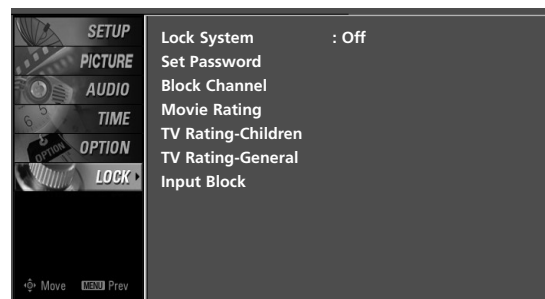 SETUP
PICTURE
AUDIO
TIME
OPTION
LOCK
Move MENU Prev
Lock System : Off
Set Password
Block Channel
Movie Rating
TV Rating-Children
TV Rating-General
Input Block